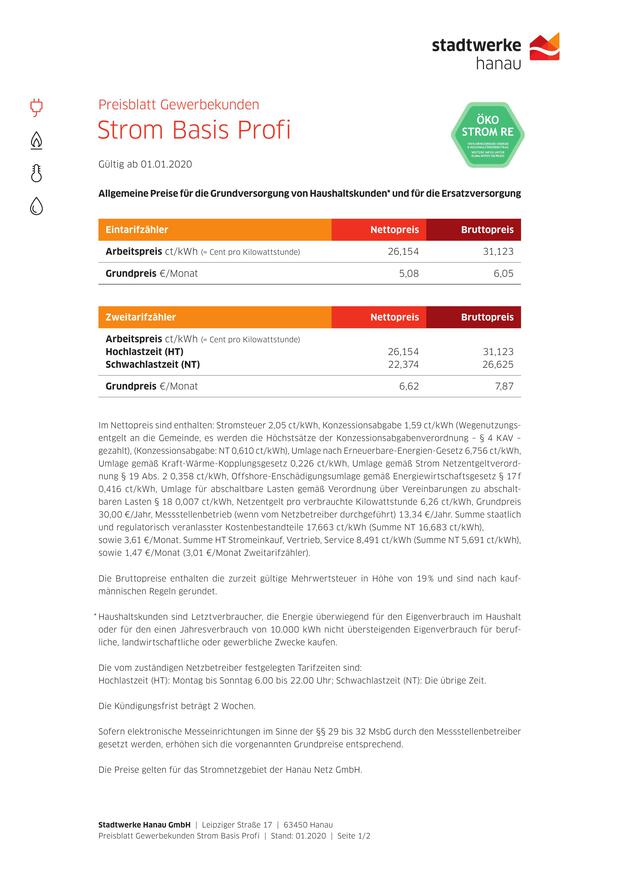 stadtwerke
hanau
Preisblatt Gewerbekunden
Strom Basis Profi
ÖKO
STROM RE
Gültig ab 01.01.2020
Allgemeine Preise für die Grundversorgung von Haushaltskunden* und für die Ersatzversorgung
Eintarifzähler Nettopreis Bruttopreis
Arbeitspreis ct/kWh (= Cent pro Kilowattstunde) 26,154 31,123
Grundpreis €/Monat 5,08 6,05
Zweitarifzähler Nettopreis Bruttopreis
Arbeitspreis ct/kWh (= Cent pro Kilowattstunde)
Hochlastzeit (HT) 26,154 31,123
Schwachlastzeit (NT) 22,374 26,625
Grundpreis €/Monat 6,62 7,87
Im Nettopreis sind enthalten: Stromsteuer 2,05 ct/kWh, Konzessionsabgabe 1,59 ct/kWh (Wegenutzungs-
entgelt an die Gemeinde, es werden die Höchstsätze der Konzessionsabgabenverordnung – § 4 KAV –
gezahlt), (Konzessionsabgabe: NT 0,610 ct/kWh), Umlage nach Erneuerbare-Energien-Gesetz 6,756 ct/kWh,
Umlage gemäß Kraft-Wärme-Kopplungsgesetz 0,226 ct/kWh, Umlage gemäß Strom Netzentgeltverord-
nung § 19 Abs. 2 0,358 ct/kWh, Offshore-Enschädigungsumlage gemäß Energiewirtschaftsgesetz § 17 f
0,416 ct/kWh, Umlage für abschaltbare Lasten gemäß Verordnung über Vereinbarungen zu abschalt-
baren Lasten § 18 0,007 ct/kWh, Netzentgelt pro verbrauchte Kilowattstunde 6,26 ct/kWh, Grundpreis
30,00 €/Jahr, Messstellenbetrieb (wenn vom Netzbetreiber durchgeführt) 13,34 €/Jahr. Summe staatlich
und regulatorisch veranlasster Kostenbestandteile 17,663 ct/kWh (Summe NT 16,683 ct/kWh),
sowie 3,61 €/Monat. Summe HT Stromeinkauf, Vertrieb, Service 8,491 ct/kWh (Summe NT 5,691 ct/kWh),
sowie 1,47 €/Monat (3,01 €/Monat Zweitarifzähler).
Die Bruttopreise enthalten die zurzeit gültige Mehrwertsteuer in Höhe von 19 % und sind nach kauf-
männischen Regeln gerundet.
* Haushaltskunden sind Letztverbraucher, die Energie überwiegend für den Eigenverbrauch im Haushalt
oder für den einen Jahresverbrauch von 10.000 kWh nicht übersteigenden Eigenverbrauch für beruf-
liche, landwirtschaftliche oder gewerbliche Zwecke kaufen.
Die vom zuständigen Netzbetreiber festgelegten Tarifzeiten sind:
Hochlastzeit (HT): Montag bis Sonntag 6.00 bis 22.00 Uhr; Schwachlastzeit (NT): Die übrige Zeit.
Die Kündigungsfrist beträgt 2 Wochen.
Sofern elektronische Messeinrichtungen im Sinne der §§ 29 bis 32 MsbG durch den Messstellenbetreiber
gesetzt werden, erhöhen sich die vorgenannten Grundpreise entsprechend.
Die Preise gelten für das Stromnetzgebiet der Hanau Netz GmbH.
Stadtwerke Hanau GmbH | Leipziger Straße 17 | 63450 Hanau
Preisblatt Gewerbekunden Strom Basis Profi | Stand: 01.2020 | Seite 1/2